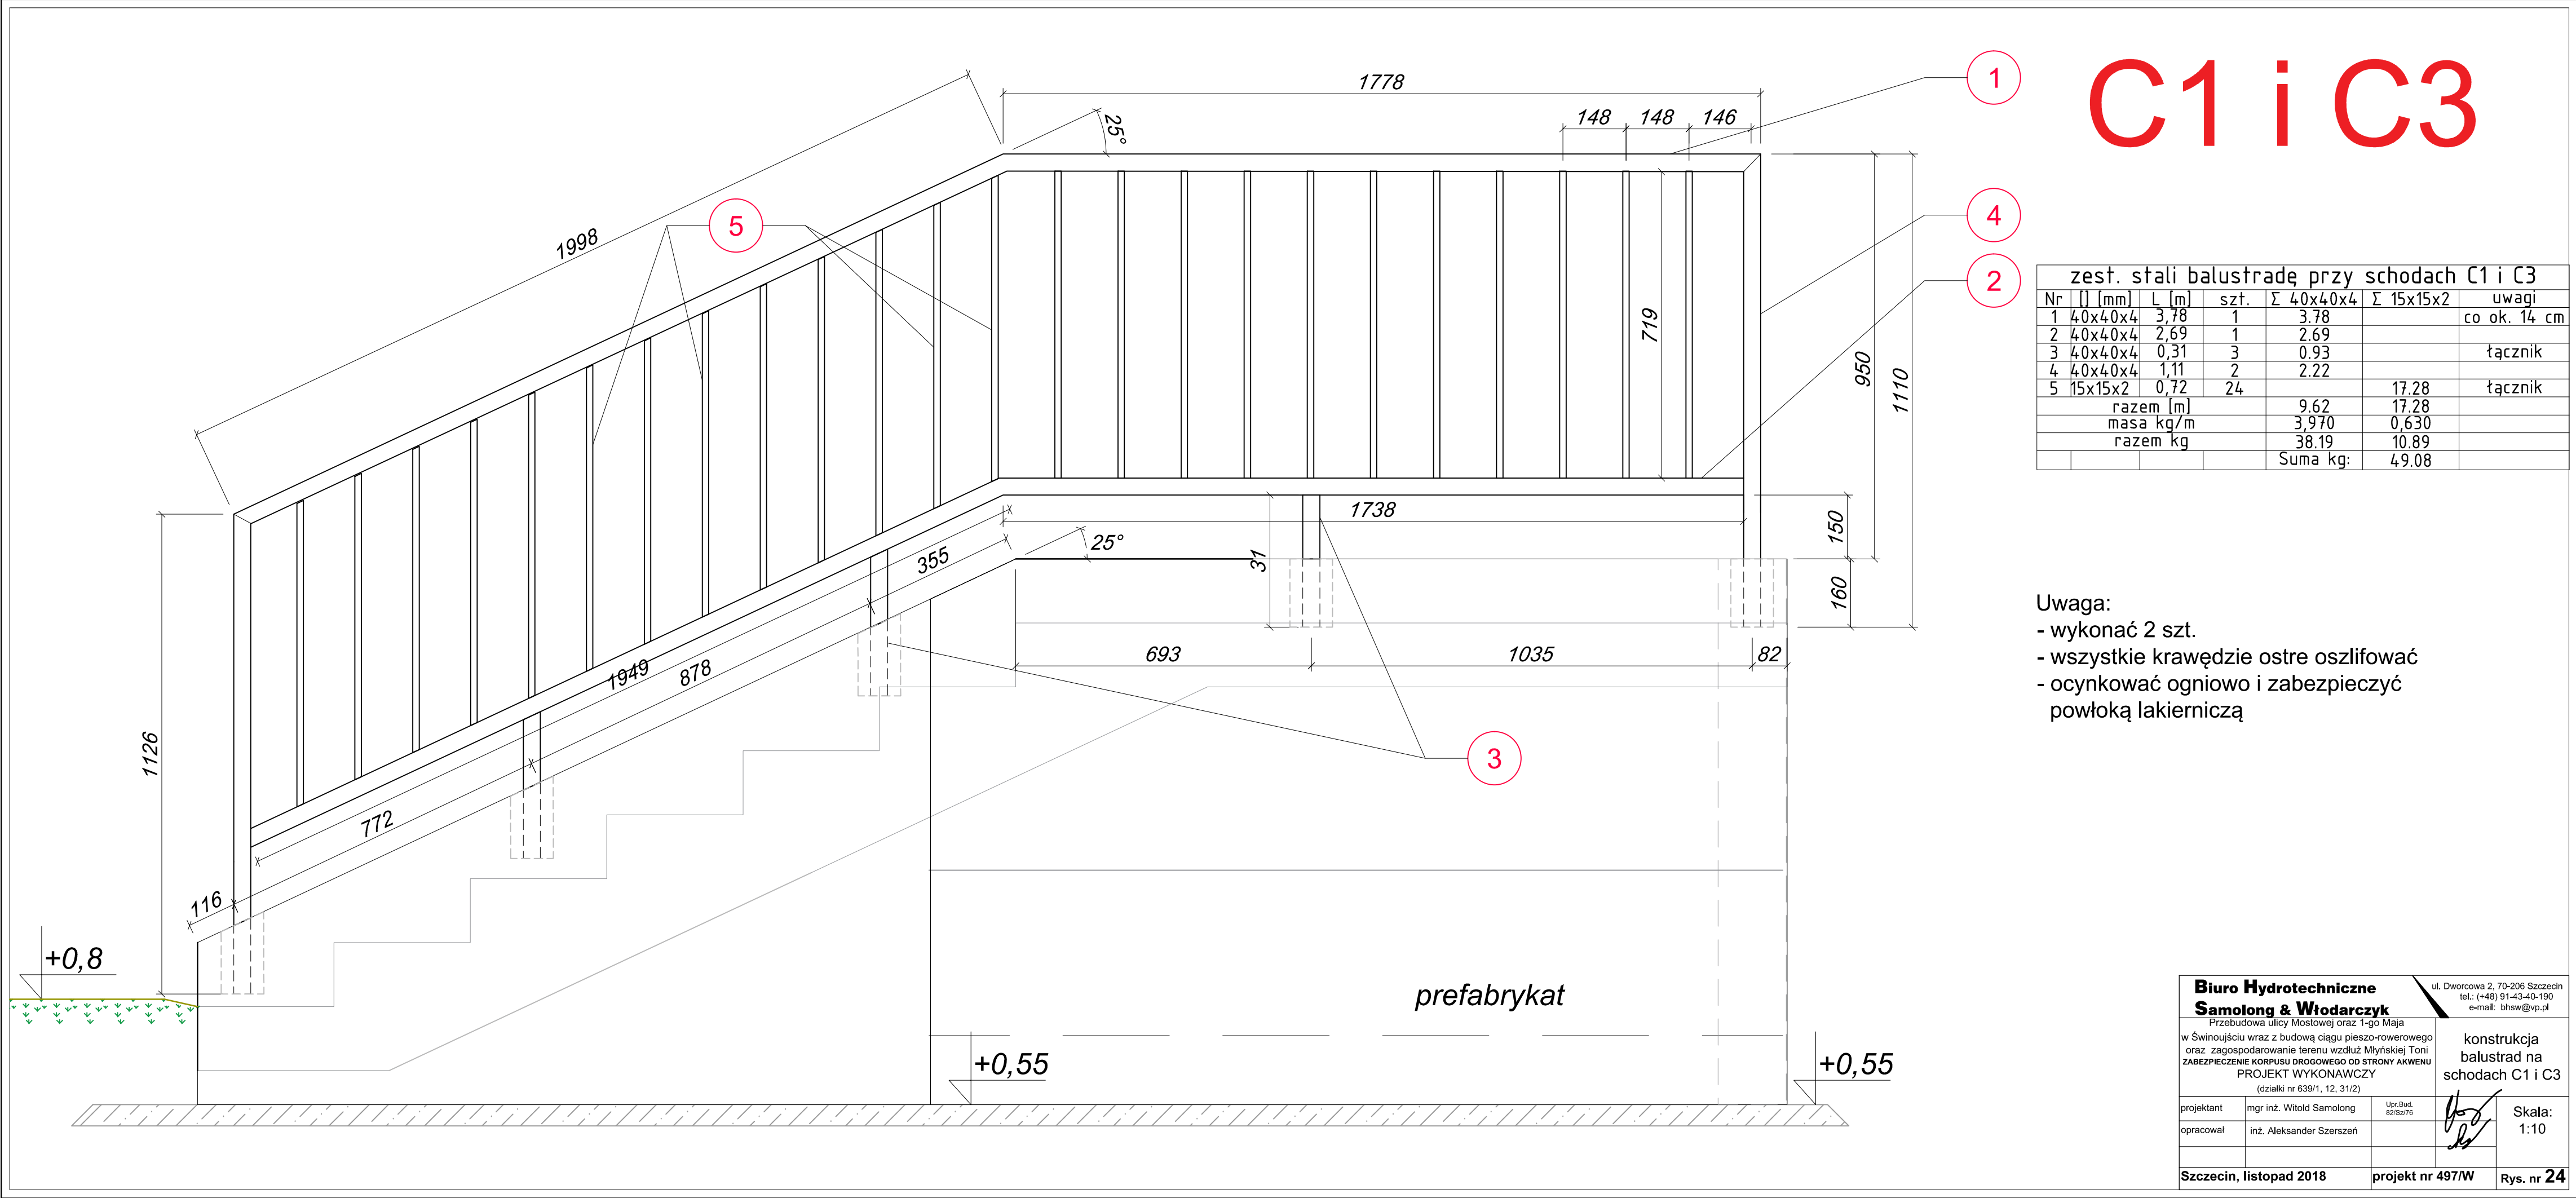 C1 i C3
1778
148 148 146
25°
1998
1
5
4
2
719
950
1110
zest. stali balustradę przy schodach C1 i C3
Nr [] [mm] L [m] szt. Σ 40x40x4 Σ 15x15x2 uwagi
1 40x40x4 3,78 1 3.78 co ok. 14 cm
2 40x40x4 2,69 1 2.69
3 40x40x4 0,31 3 0.93 łącznik
4 40x40x4 1,11 2 2.22
5 15x15x2 0,72 24 17.28 łącznik
razem [m] 9.62 17.28
masa kg/m 3,970 0,630
razem kg 38.19 10.89
Suma kg: 49.08
1738
150
25°
355
31
160
Uwaga:
- wykonać 2 szt.
- wszystkie krawędzie ostre oszlifować
- ocynkować ogniowo i zabezpieczyć
powłoką lakierniczą
693 1035 82
1949 878
1126
3
772
116
+0,8
prefabrykat
+0,55
+0,55
Biuro Hydrotechniczne
Samolong & Włodarczyk
ul. Dworcowa 2, 70-206 Szczecin
tel.: (+48) 91-43-40-190
e-mail: bhsw@vp.pl
Przebudowa ulicy Mostowej oraz 1-go Maja
w Świnoujściu wraz z budową ciągu pieszo-rowerowego
oraz zagospodarowanie terenu wzdłuż Młyńskiej Toni
ZABEZPIECZENIE KORPUSU DROGOWEGO OD STRONY AKWENU
PROJEKT WYKONAWCZY
(działki nr 639/1, 12, 31/2)
konstrukcja
balustrad na
schodach C1 i C3
projektant mgr inż. Witold Samolong Upr.Bud.
82/Sz/76
opracował inż. Aleksander Szerszeń
Skala:
1:10
Szczecin, listopad 2018 projekt nr 497/W Rys. nr 24